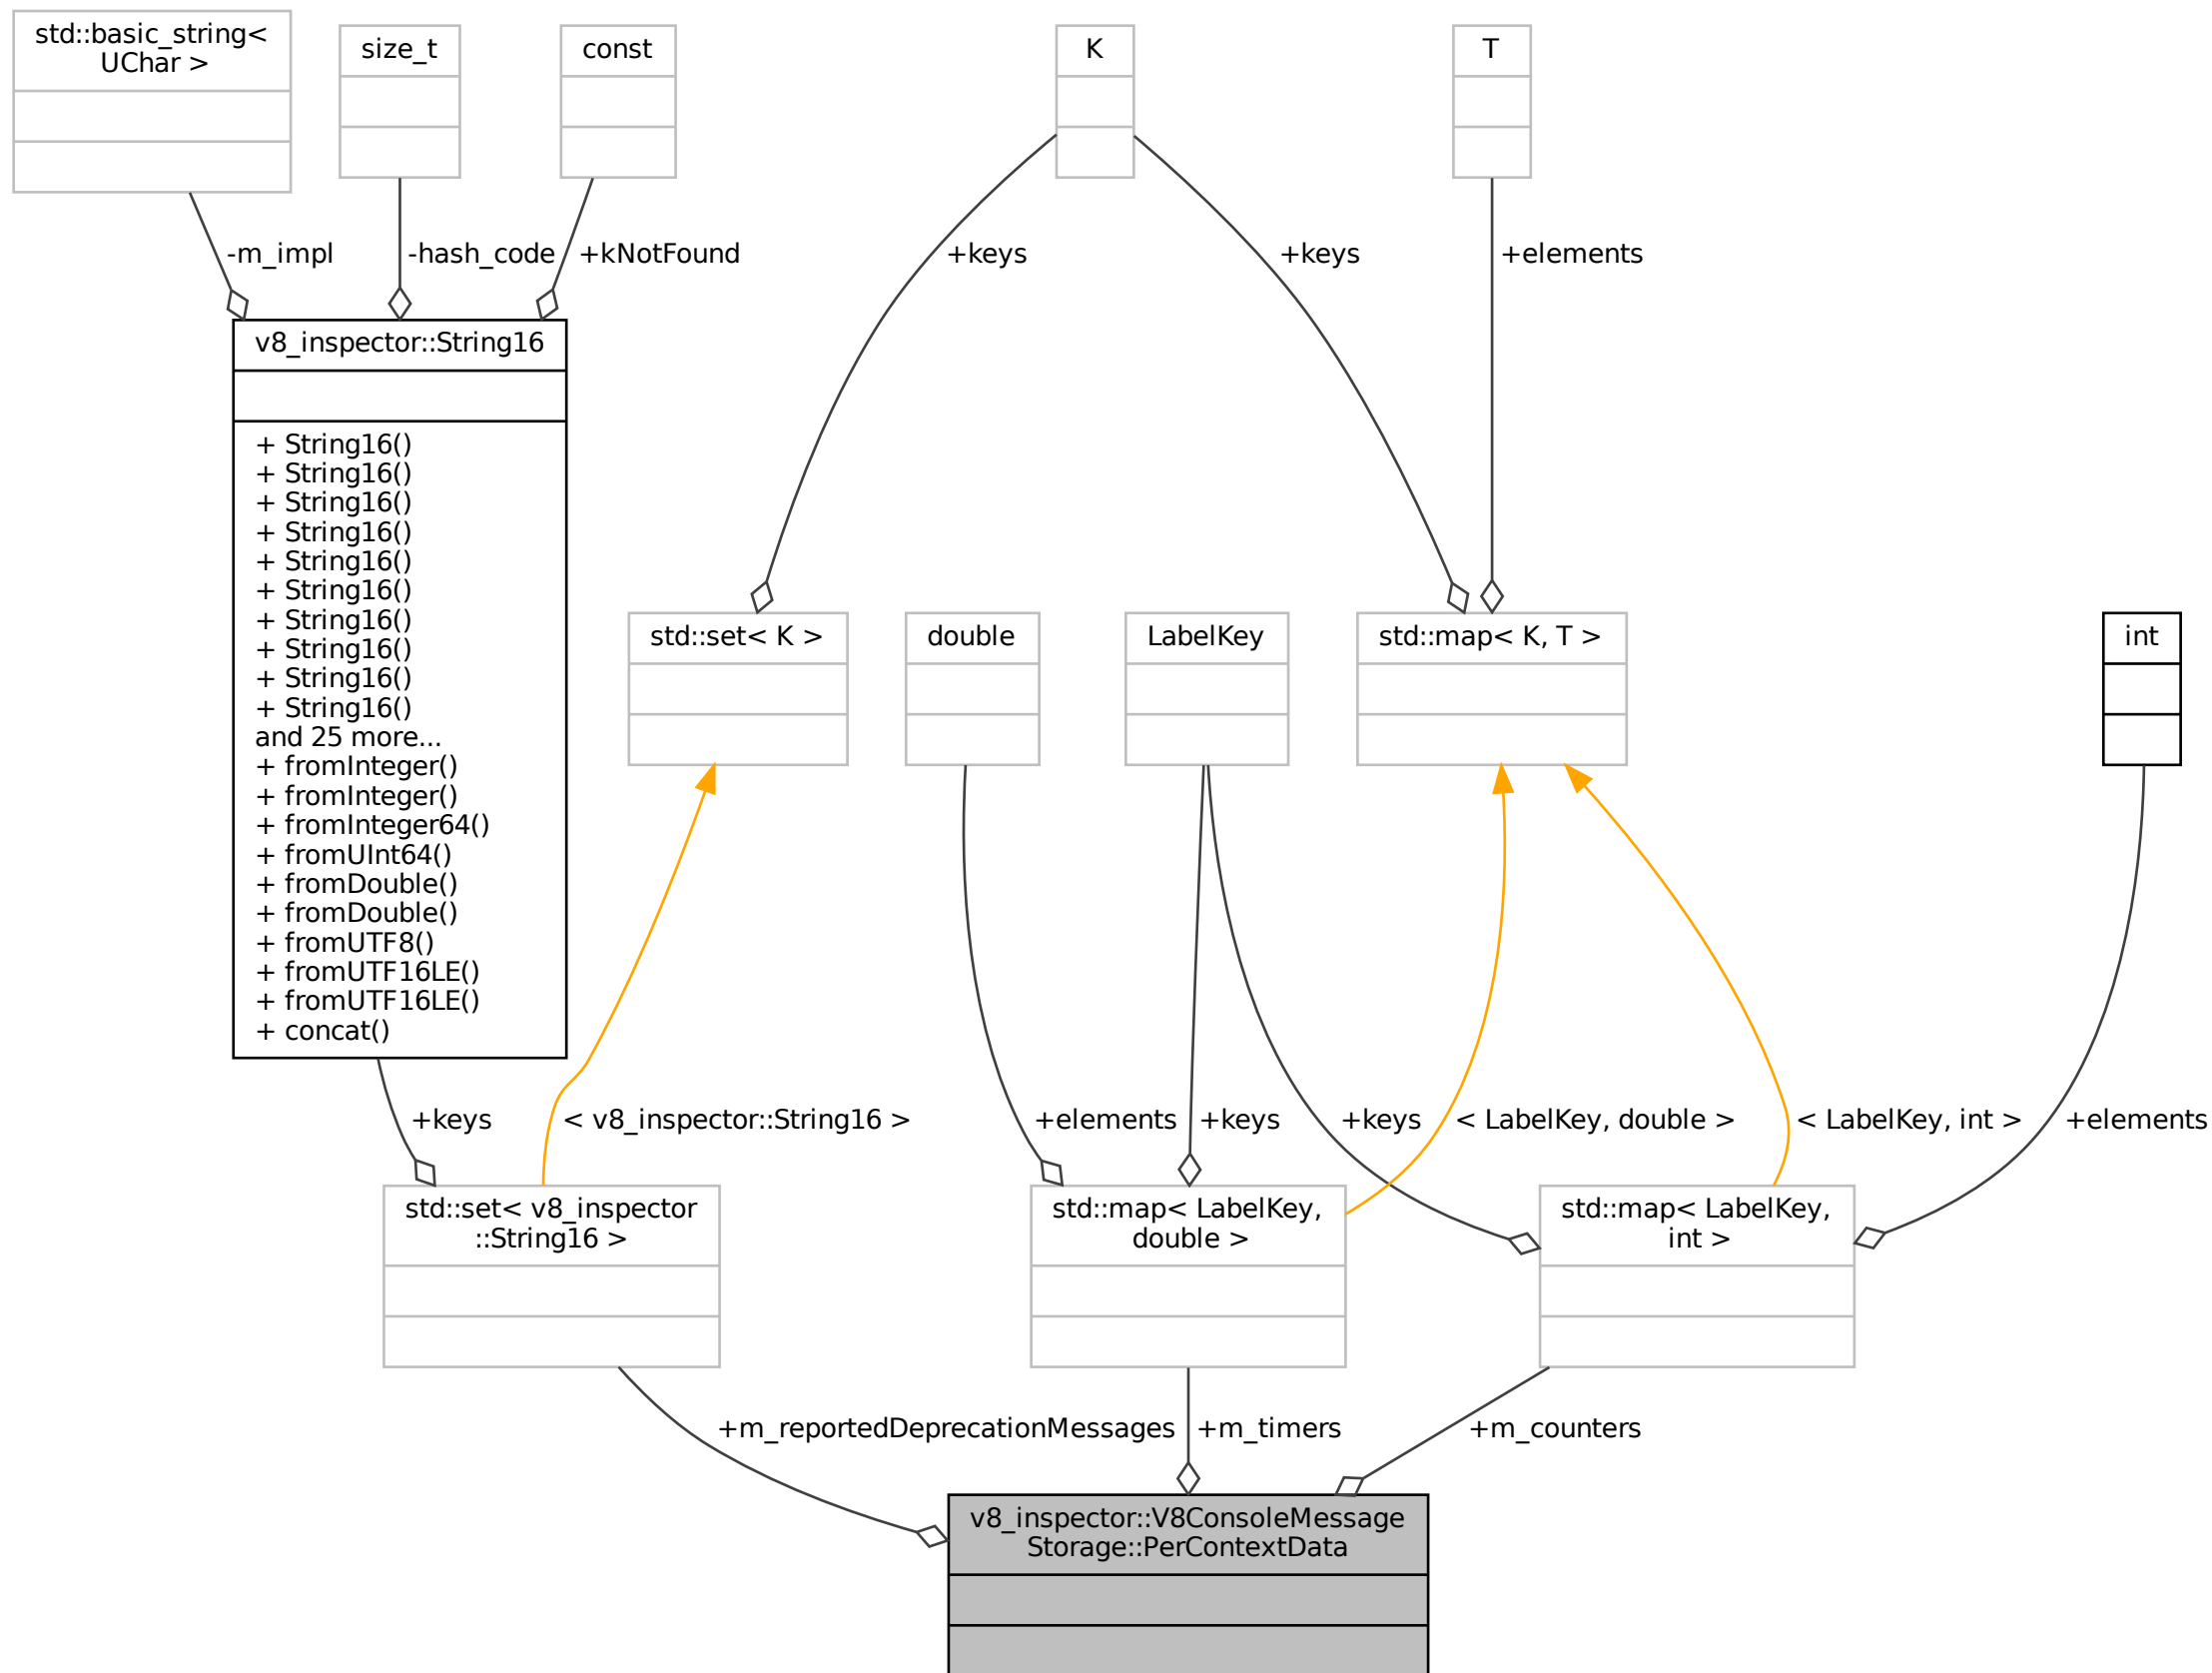 std::basic_string<
UChar >
size_t
const
K
T
-m_impl
-hash_code
+kNotFound
+keys
+keys
+elements
v8_inspector::String16
+ String16()
+ String16()
+ String16()
+ String16()
+ String16()
+ String16()
+ String16()
+ String16()
+ String16()
+ String16()
and 25 more...
+ fromInteger()
+ fromInteger()
+ fromInteger64()
+ fromUInt64()
+ fromDouble()
+ fromDouble()
+ fromUTF8()
+ fromUTF16LE()
+ fromUTF16LE()
+ concat()
std::set< K >
double
LabelKey
std::map< K, T >
int
+keys
< v8_inspector::String16 >
+elements
+keys
+keys
< LabelKey, double >
< LabelKey, int >
+elements
std::set< v8_inspector
::String16 >
std::map< LabelKey,
double >
std::map< LabelKey,
int >
+m_reportedDeprecationMessages
+m_timers
+m_counters
v8_inspector::V8ConsoleMessage
Storage::PerContextData